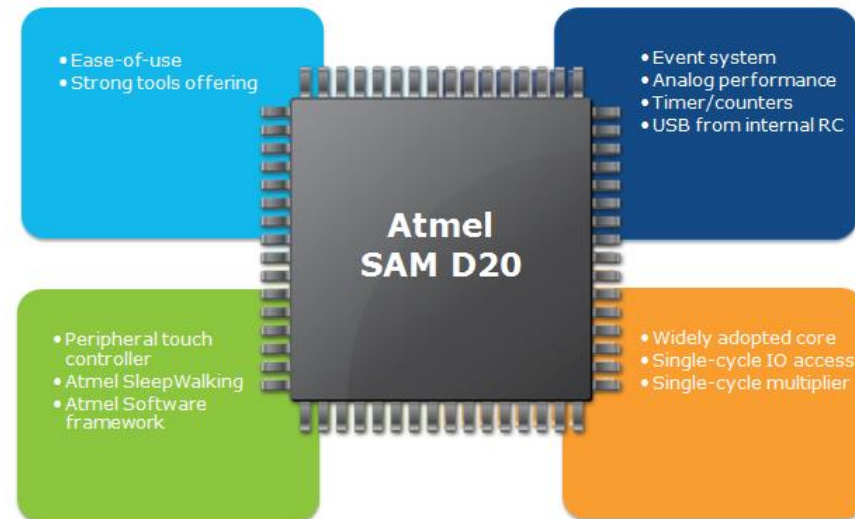 • Ease-of-use
• Strong tools offering
• Event system
• Analog performance
• Timer/counters
• USB from internal RC
Atmel
SAM D20
• Peripheral touch
controller
• Atmel SleepWalking
• Atmel Software
framework
• Widely adopted core
• Single-cycle IO access
• Single-cycle multiplier